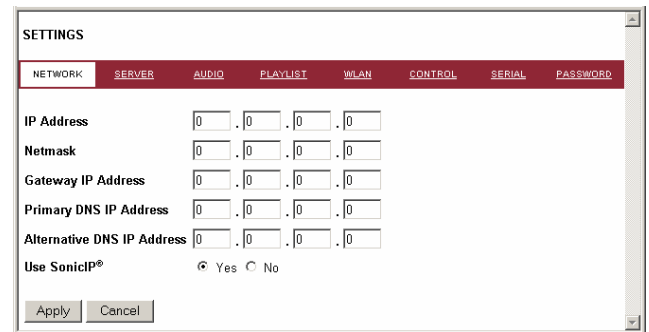 SETTINGS
NETWORK SERVER AUDIO PLAYLIST WLAN CONTROL SERIAL PASSWORD
IP Address 0 . 0 . 0 . 0
Netmask 0 . 0 . 0 . 0
Gateway IP Address 0 . 0 . 0 . 0
Primary DNS IP Address 0 . 0 . 0 . 0
Alternative DNS IP Address 0 . 0 . 0 . 0
Use SonicIP® Yes No
Apply Cancel